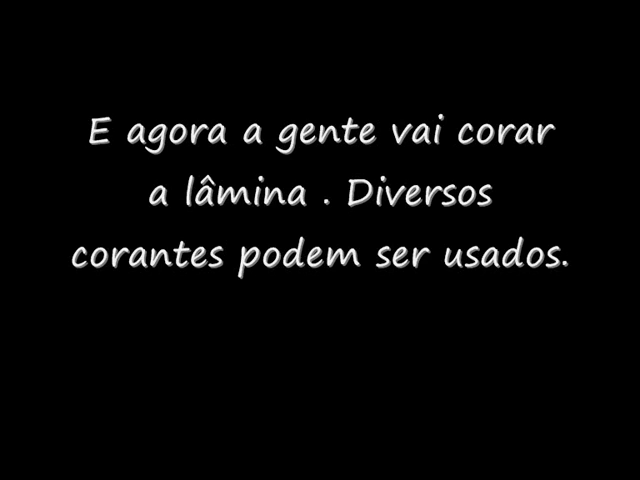 E agora a gente vai corar
a lâmina . Diversos
corantes podem ser usados.